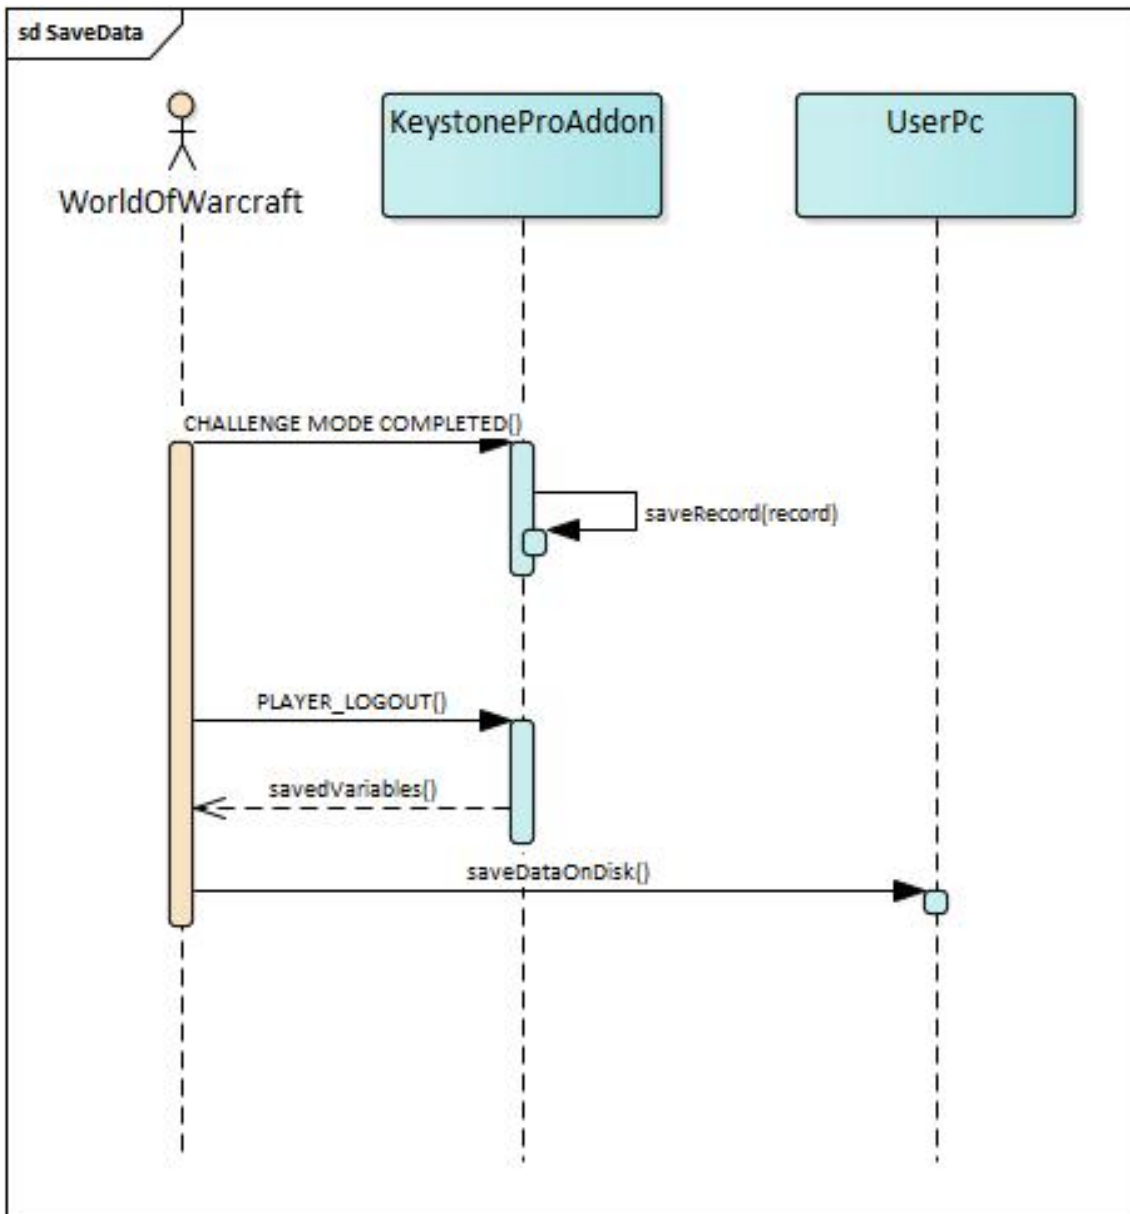 sd SaveData
WorldOfWarcraft
KeystoneProAddon
UserPc
CHALLENGE MODE COMPLETED()
saveRecord(record)
PLAYER_LOGOUT()
savedVariables()
saveDataOnDisk()